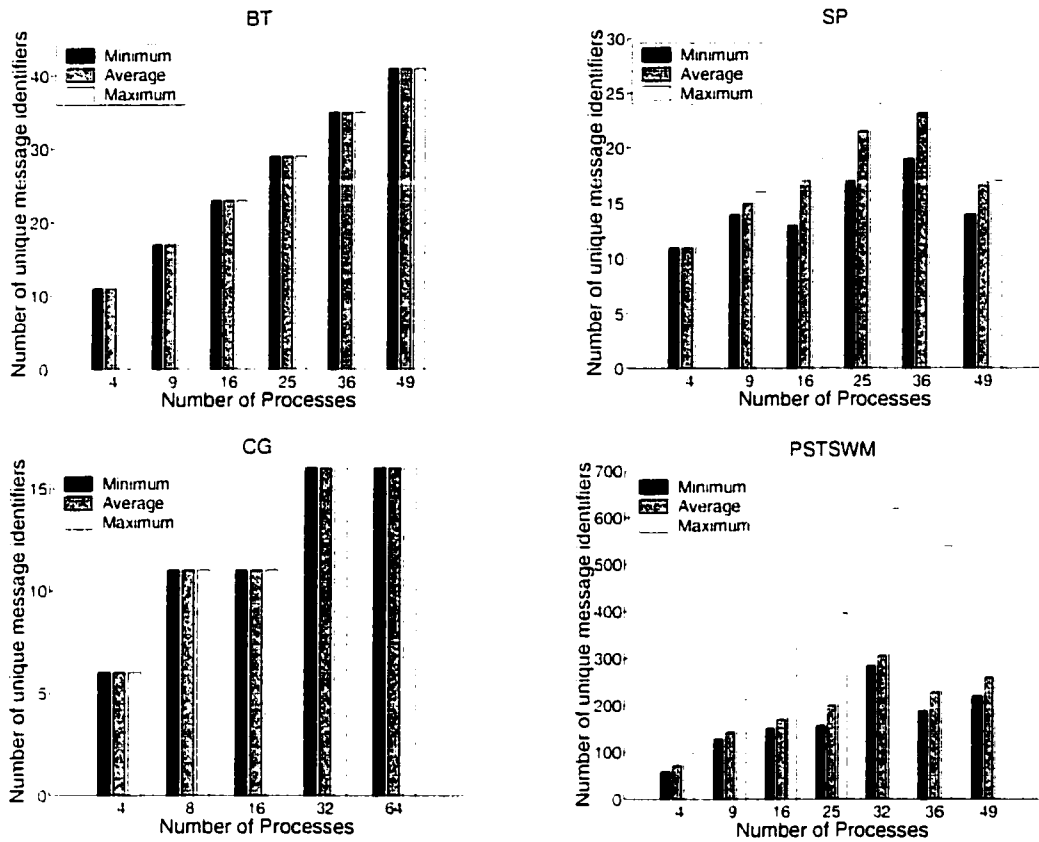 BT
Number of unique message identifiers
Minimum
Average
Maximum
40
30
20
10
0
4 9 16 25 36 49
Number of Processes
SP
Number of unique message identifiers
Minimum
Average
Maximum
30
25
20
15
10
5
0
4 9 16 25 36 49
Number of Processes
CG
Number of unique message identifiers
Minimum
Average
Maximum
15
10
5
0
4 8 16 32 64
Number of Processes
PSTSWM
Number of unique message identifiers
Minimum
Average
Maximum
700
600
500
400
300
200
100
0
4 9 16 25 32 36 49
Number of Processes